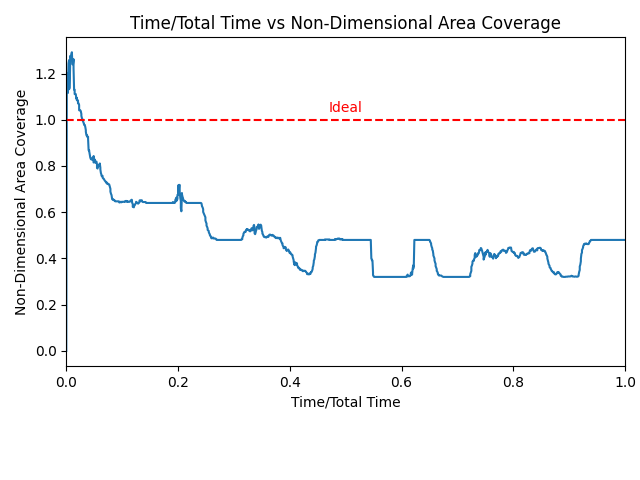 Time/Total Time vs Non-Dimensional Area Coverage
Non-Dimensional Area Coverage
1.2
1.0
0.8
0.6
0.4
0.2
0.0
Ideal
0.0 0.2 0.4 0.6 0.8 1.0
Time/Total Time